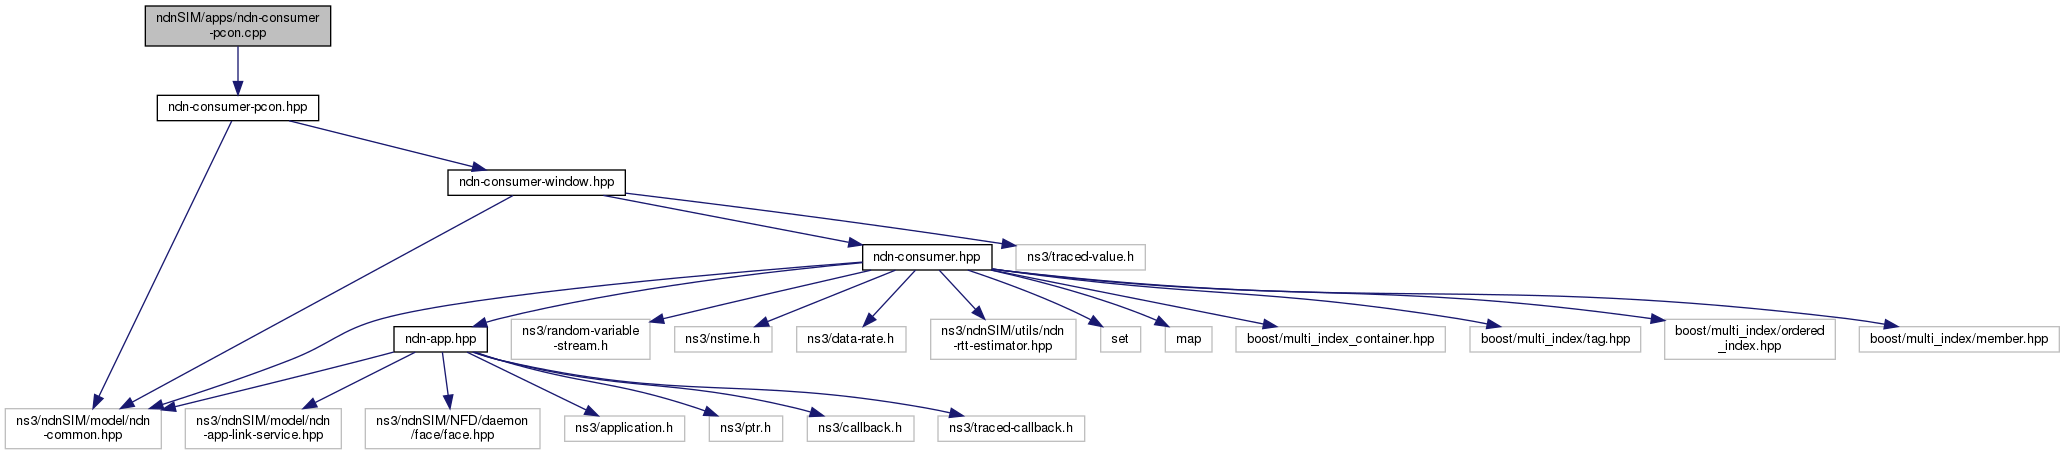 ndnSIM/apps/ndn-consumer
-pcon.cpp
ndn-consumer-pcon.hpp
ndn-consumer-window.hpp
ndn-consumer.hpp
ns3/traced-value.h
ndn-app.hpp
ns3/random-variable
-stream.h
ns3/nstime.h
ns3/data-rate.h
ns3/ndnSIM/utils/ndn
-rtt-estimator.hpp
set
map
boost/multi_index_container.hpp
boost/multi_index/tag.hpp
boost/multi_index/ordered
_index.hpp
boost/multi_index/member.hpp
ns3/ndnSIM/model/ndn
-common.hpp
ns3/ndnSIM/model/ndn
-app-link-service.hpp
ns3/ndnSIM/NFD/daemon
/face/face.hpp
ns3/application.h
ns3/ptr.h
ns3/callback.h
ns3/traced-callback.h